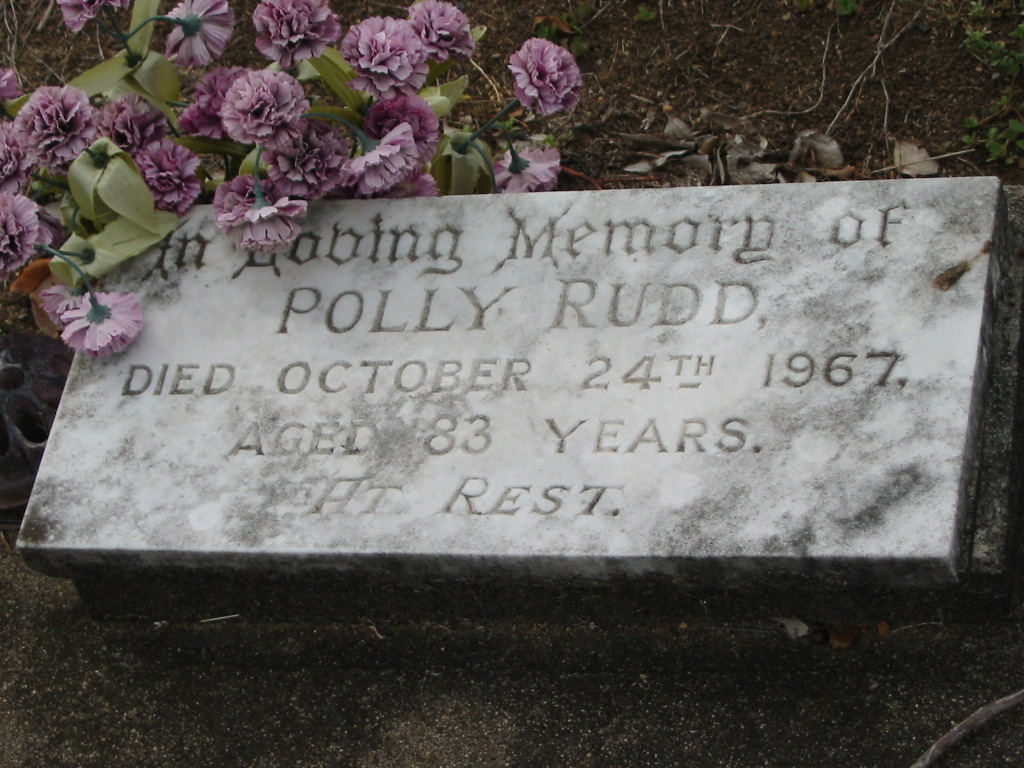 In Loving Memory of
POLLY RUDD,
DIED OCTOBER 24TH 1967.
AGED 83 YEARS.
AT REST.